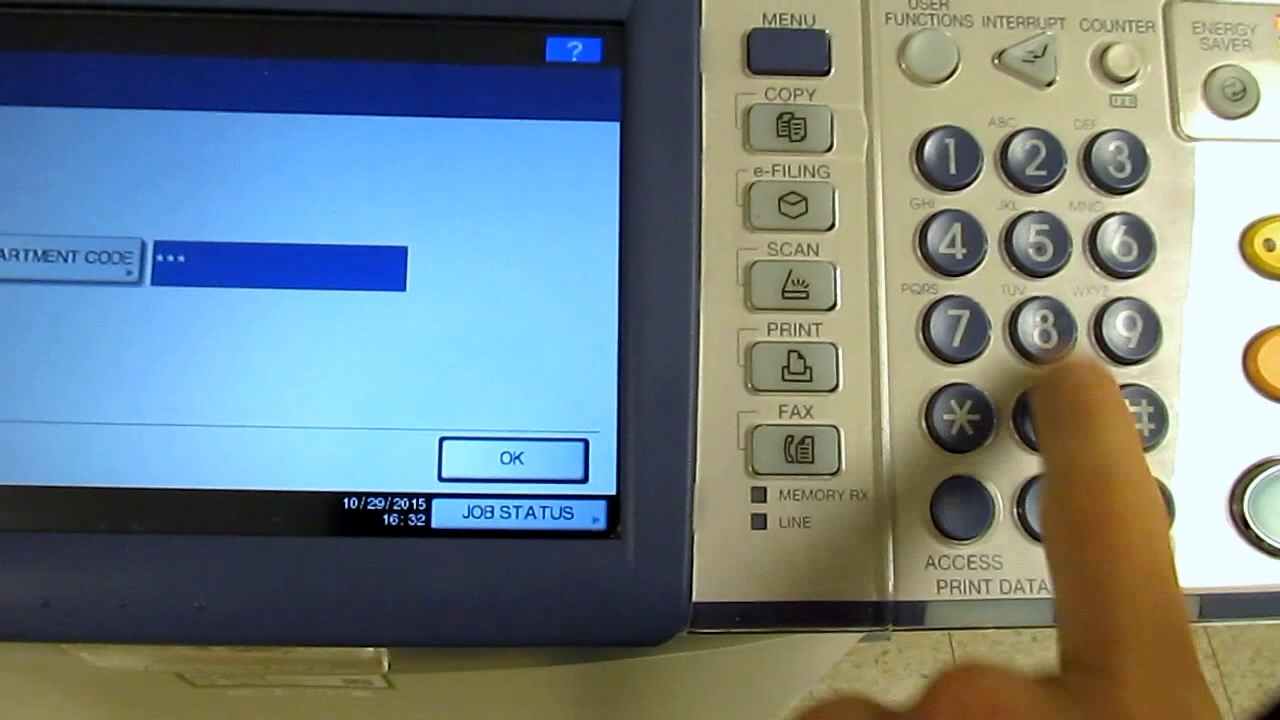 ?
ARTMENT CODE
***
OK
10/29/2015
16:32
JOB STATUS
MENU
COPY
e-FILING
SCAN
PRINT
FAX
MEMORY RX
LINE
USER
FUNCTIONS
INTERRUPT
COUNTER
ENERGY
SAVER
ABC
DEF
1
2
3
GHI
JKL
MNO
4
5
6
PQRS
TUV
WXYZ
7
8
9
*
#
ACCESS
PRINT DATA